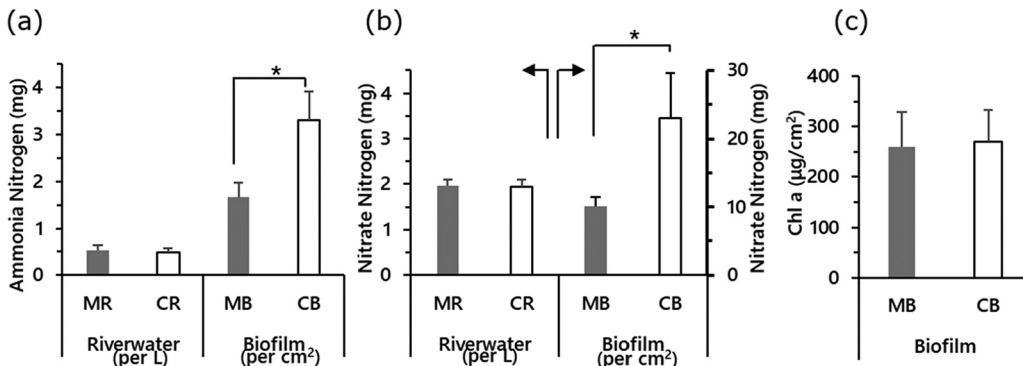 (a)
Ammonia Nitrogen (mg)
4
3
2
1
0
*
MR CR MB CB
Riverwater
(per L)
Biofilm
(per cm²)
(b)
Nitrate Nitrogen (mg)
4
3
2
1
0
*
30
20
10
0
Nitrate Nitrogen (mg)
MR CR MB CB
Riverwater
(per L)
Biofilm
(per cm²)
(c)
Chl a (µg/cm²)
400
300
250
100
0
MB CB
Biofilm